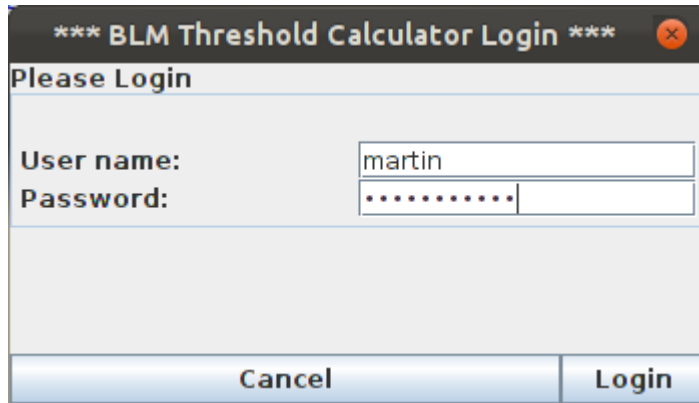 *** BLM Threshold Calculator Login ***
Please Login
User name: martin
Password: •••••••••••
Cancel Login